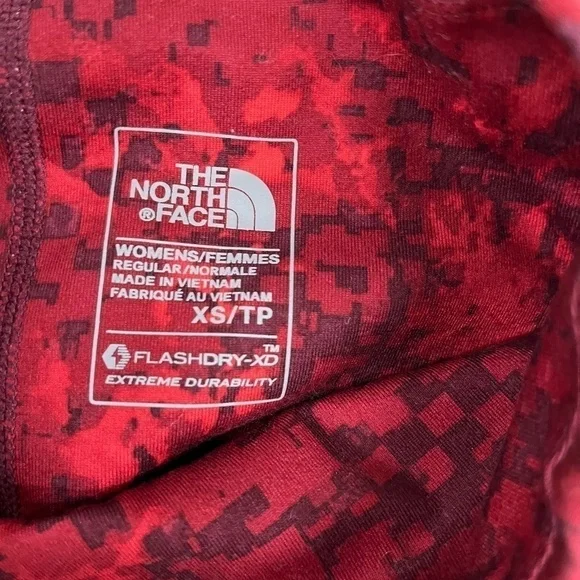 THE
NORTH
®FACE
WOMENS/FEMMES
REGULAR/NORMALE
MADE IN VIETNAM
FABRIQUÉ AU VIETNAM
XS/TP
FLASHDRY-XD™
EXTREME DURABILITY